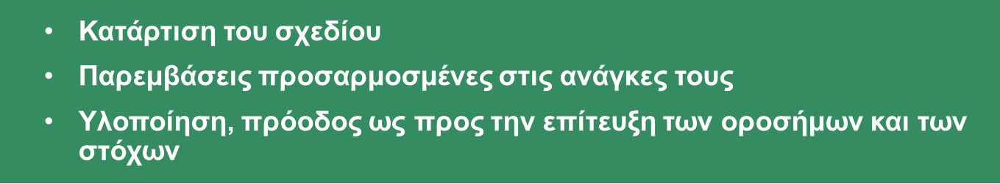 • Κατάρτιση του σχεδίου
• Παρεμβάσεις προσαρμοσμένες στις ανάγκες τους
• Υλοποίηση, πρόοδος ως προς την επίτευξη των οροσήμων και των
στόχων